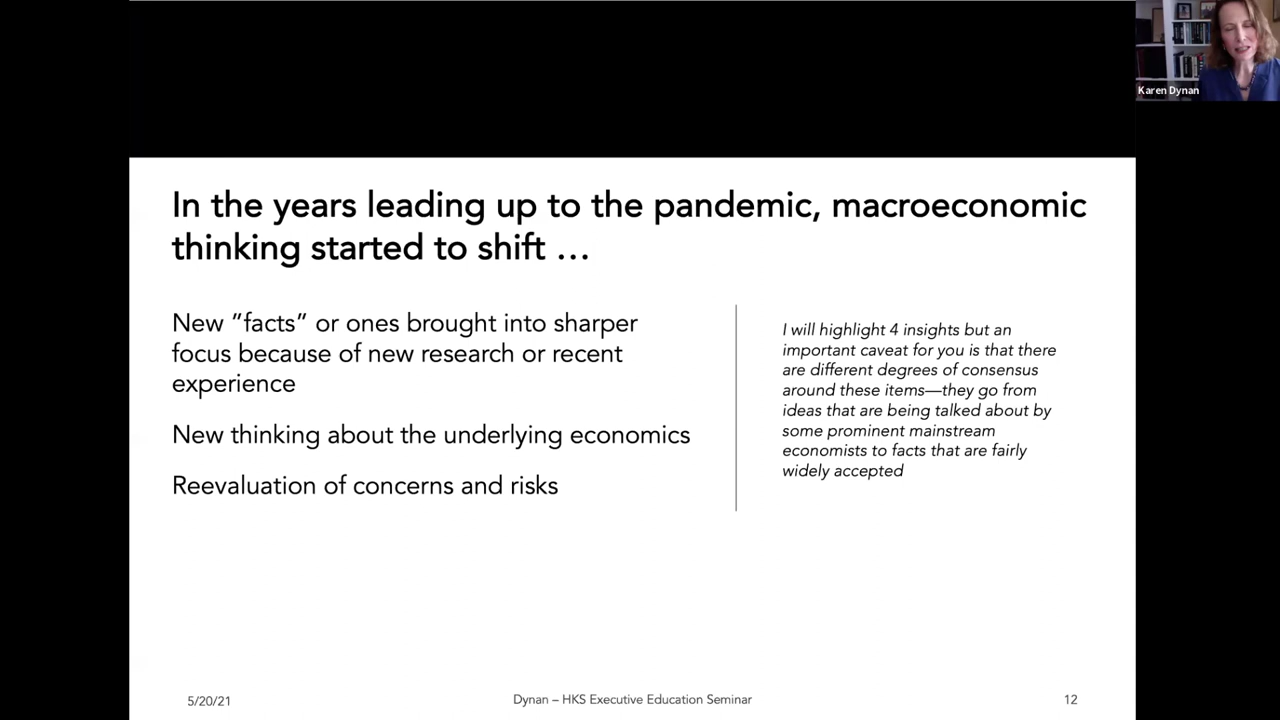 Karen Dynan
In the years leading up to the pandemic, macroeconomic
thinking started to shift …
New ”facts” or ones brought into sharper
focus because of new research or recent
experience
New thinking about the underlying economics
Reevaluation of concerns and risks
I will highlight 4 insights but an
important caveat for you is that there
are different degrees of consensus
around these items—they go from
ideas that are being talked about by
some prominent mainstream
economists to facts that are fairly
widely accepted
5/20/21
Dynan – HKS Executive Education Seminar
12